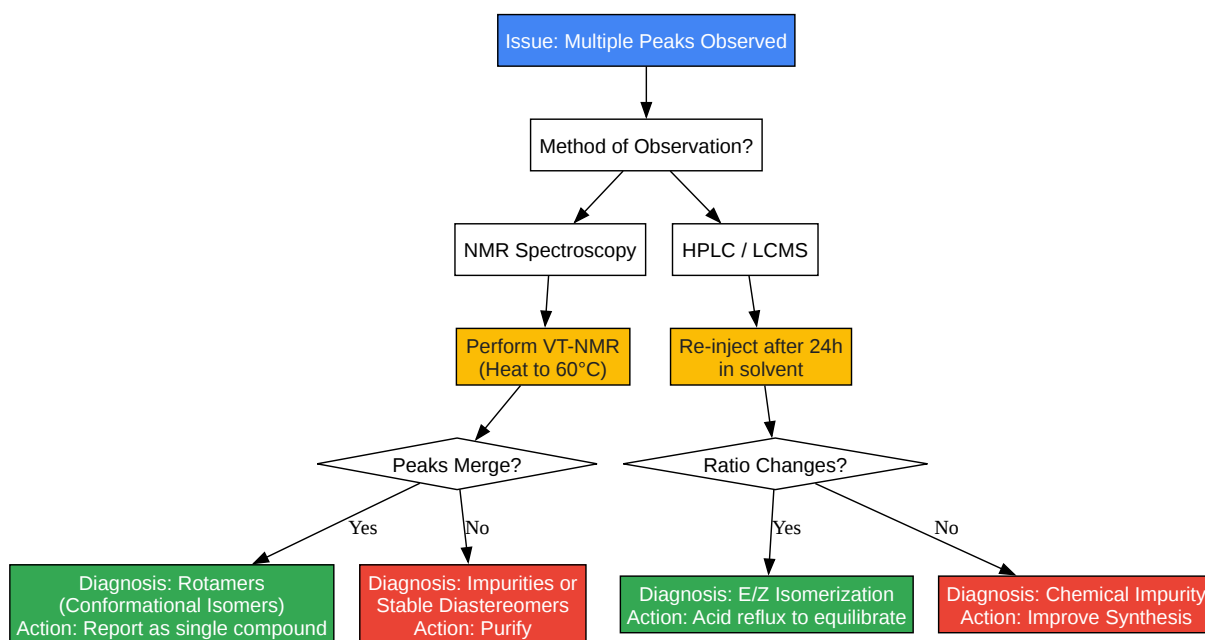 Issue: Multiple Peaks Observed
Method of Observation?
NMR Spectroscopy
HPLC / LCMS
Perform VT-NMR
(Heat to 60°C)
Re-inject after 24h
in solvent
Peaks Merge?
Ratio Changes?
Yes
No
Yes
No
Diagnosis: Rotamers
(Conformational Isomers)
Action: Report as single compound
Diagnosis: Impurities or
Stable Diastereomers
Action: Purify
Diagnosis: E/Z Isomerization
Action: Acid reflux to equilibrate
Diagnosis: Chemical Impurity
Action: Improve Synthesis